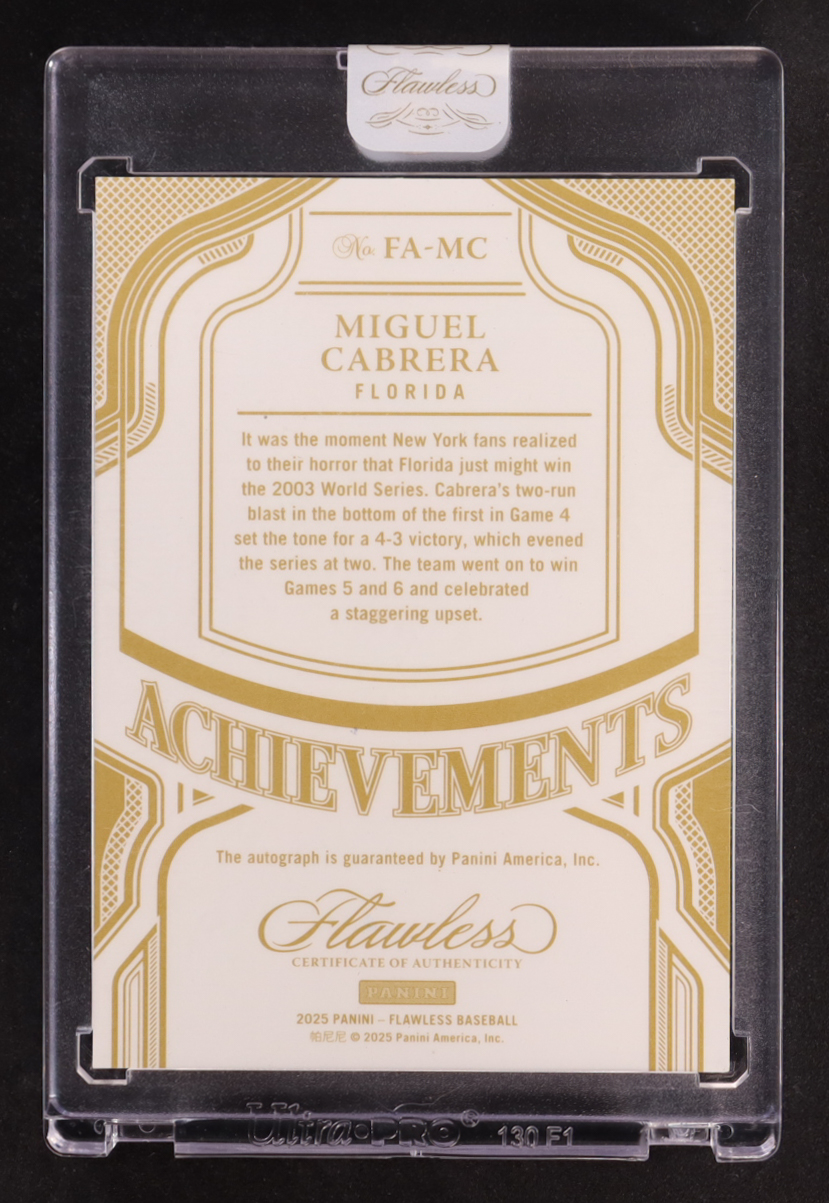 Flawless
No. FA-MC
MIGUEL
CABRERA
FLORIDA
It was the moment New York fans realized
to their horror that Florida just might win
the 2003 World Series. Cabrera's two-run
blast in the bottom of the first in Game 4
set the tone for a 4-3 victory, which evened
the series at two. The team went on to win
Games 5 and 6 and celebrated
a staggering upset.
ACHIEVEMENTS
The autograph is guaranteed by Panini America, Inc.
Flawless
CERTIFICATE OF AUTHENTICITY
PANINI
2025 PANINI – FLAWLESS BASEBALL
帕尼尼 © 2025 Panini America, Inc.
Ultra•PRO® 130 F1